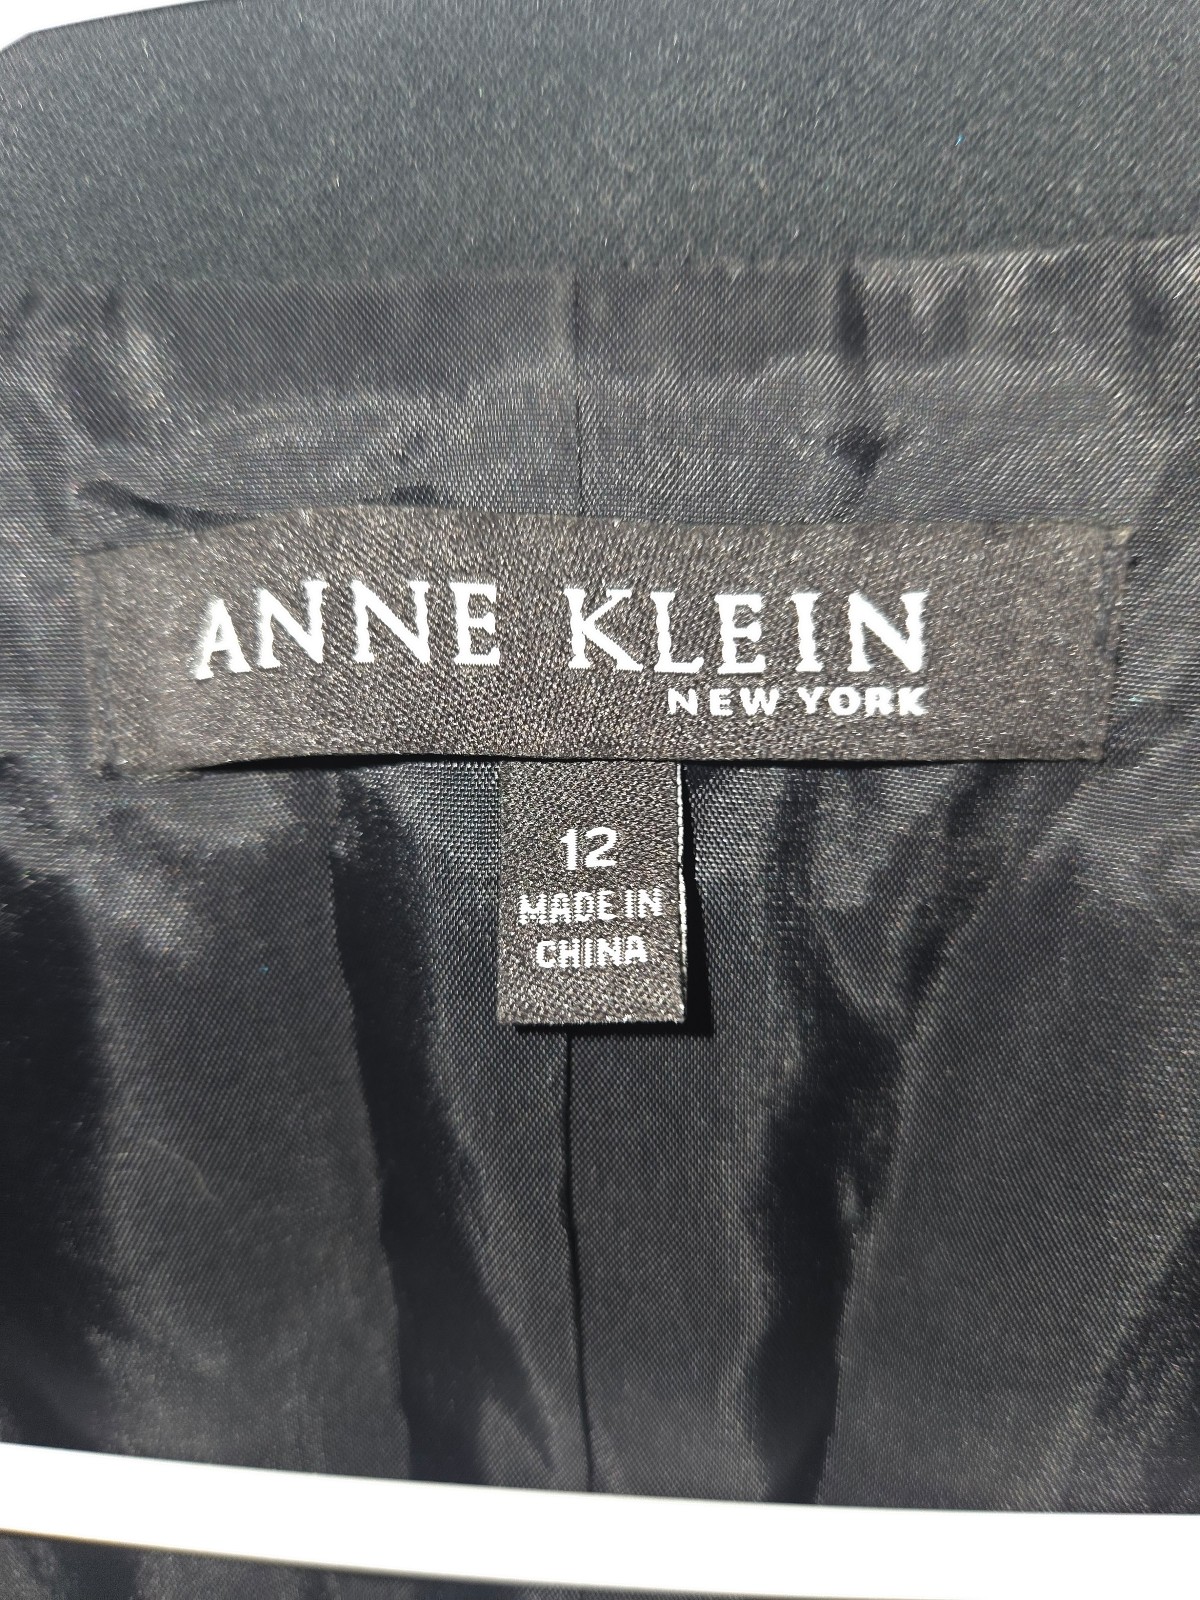 ANNE KLEIN
NEW YORK
12
MADE IN
CHINA